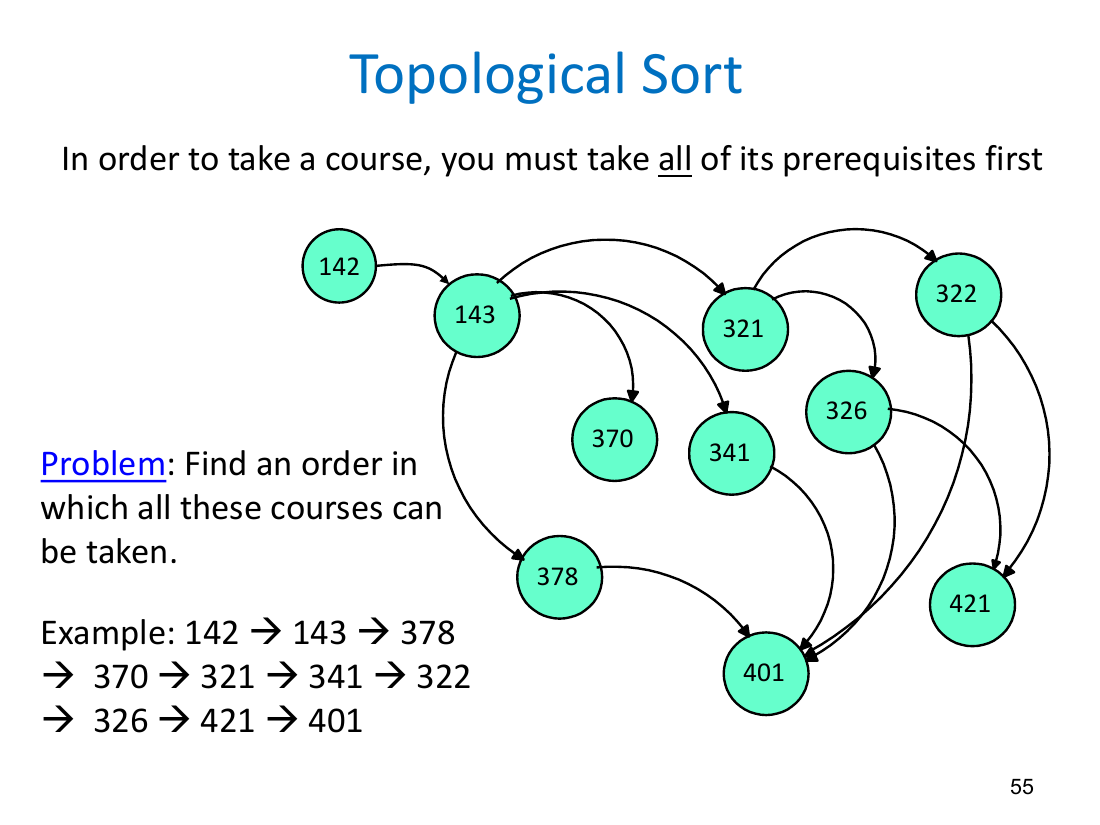 Topological Sort
In order to take a course, you must take all of its prerequisites first
142
143
321
322
370
341
326
378
421
401
Problem: Find an order in
which all these courses can
be taken.
Example: 142 → 143 → 378
→ 370 → 321 → 341 → 322
→ 326 → 421 → 401
55